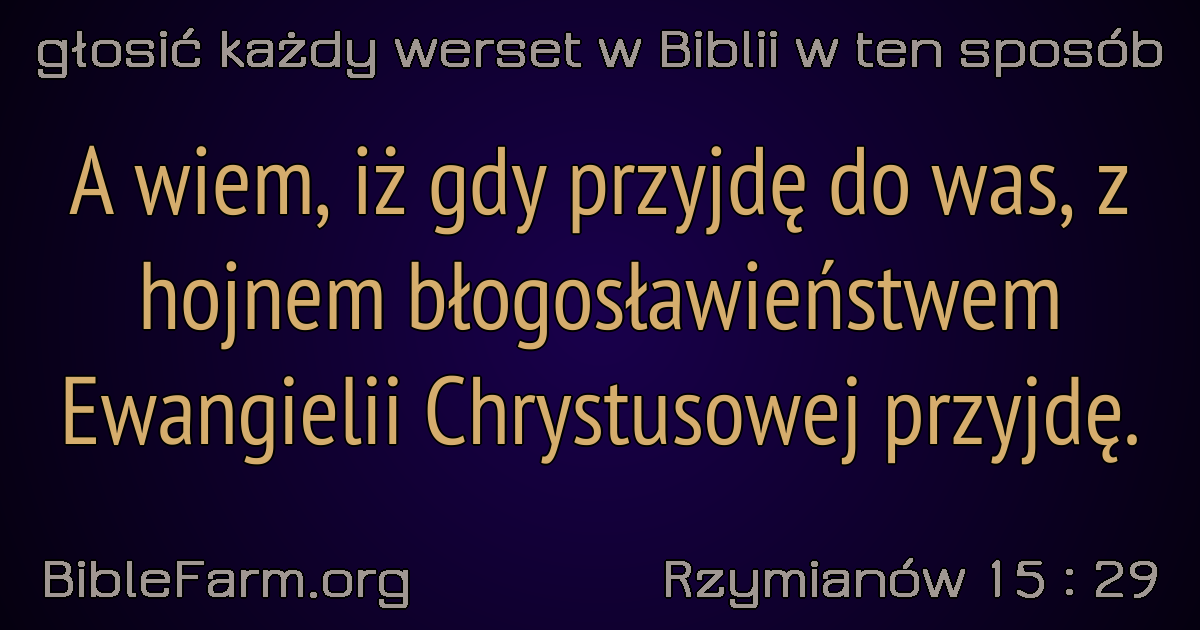 głosić każdy werset w Biblii w ten sposób
A wiem, iż gdy przyjdę do was, z
hojnem błogosławieństwem
Ewangielii Chrystusowej przyjdę.
BibleFarm.org
Rzymianów 15 : 29